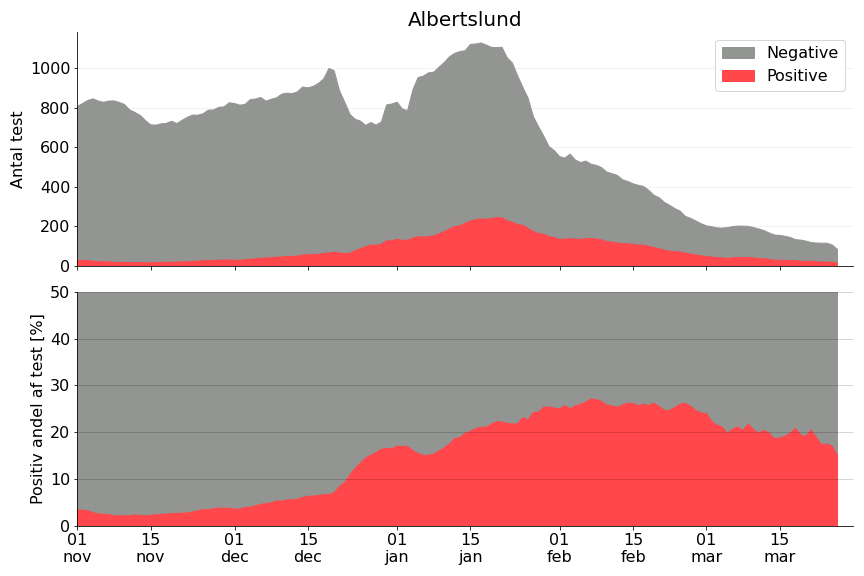 Albertslund
Antal test
1000
800
600
400
200
0
Negative
Positive
Positiv andel af test [%]
50
40
30
20
10
0
01 15 01 15 01 15 01 15 01 15
nov nov dec dec jan jan feb feb mar mar